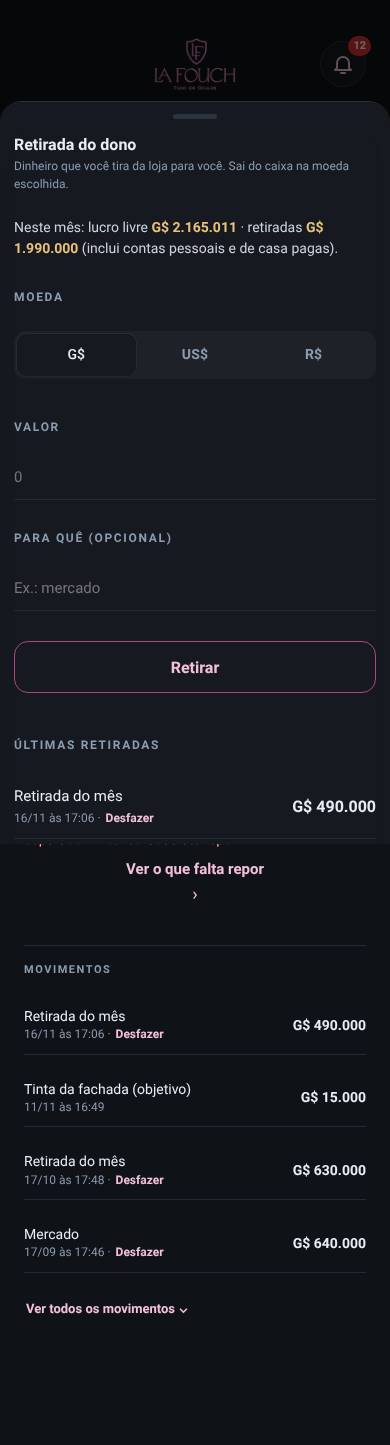 LA FOUCH
12
Retirada do dono
Dinheiro que você tira da loja para você. Sai do caixa na moeda
escolhida.
Neste mês: lucro livre G$ 2.165.011 · retiradas G$
1.990.000 (inclui contas pessoais e de casa pagas).
MOEDA
G$ US$ R$
VALOR
0
PARA QUÊ (OPCIONAL)
Ex.: mercado
Retirar
ÚLTIMAS RETIRADAS
Retirada do mês
G$ 490.000
16/11 às 17:06 · Desfazer
Ver o que falta repor
›
MOVIMENTOS
Retirada do mês
G$ 490.000
16/11 às 17:06 · Desfazer
Tinta da fachada (objetivo)
G$ 15.000
11/11 às 16:49
Retirada do mês
G$ 630.000
17/10 às 17:48 · Desfazer
Mercado
G$ 640.000
17/09 às 17:46 · Desfazer
Ver todos os movimentos